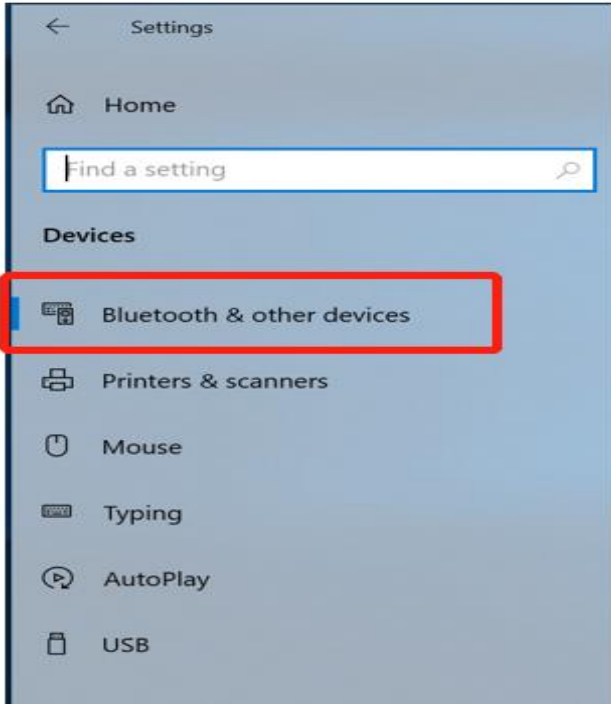 Settings
Home
Find a setting
Devices
Bluetooth & other devices
Printers & scanners
Mouse
Typing
AutoPlay
USB